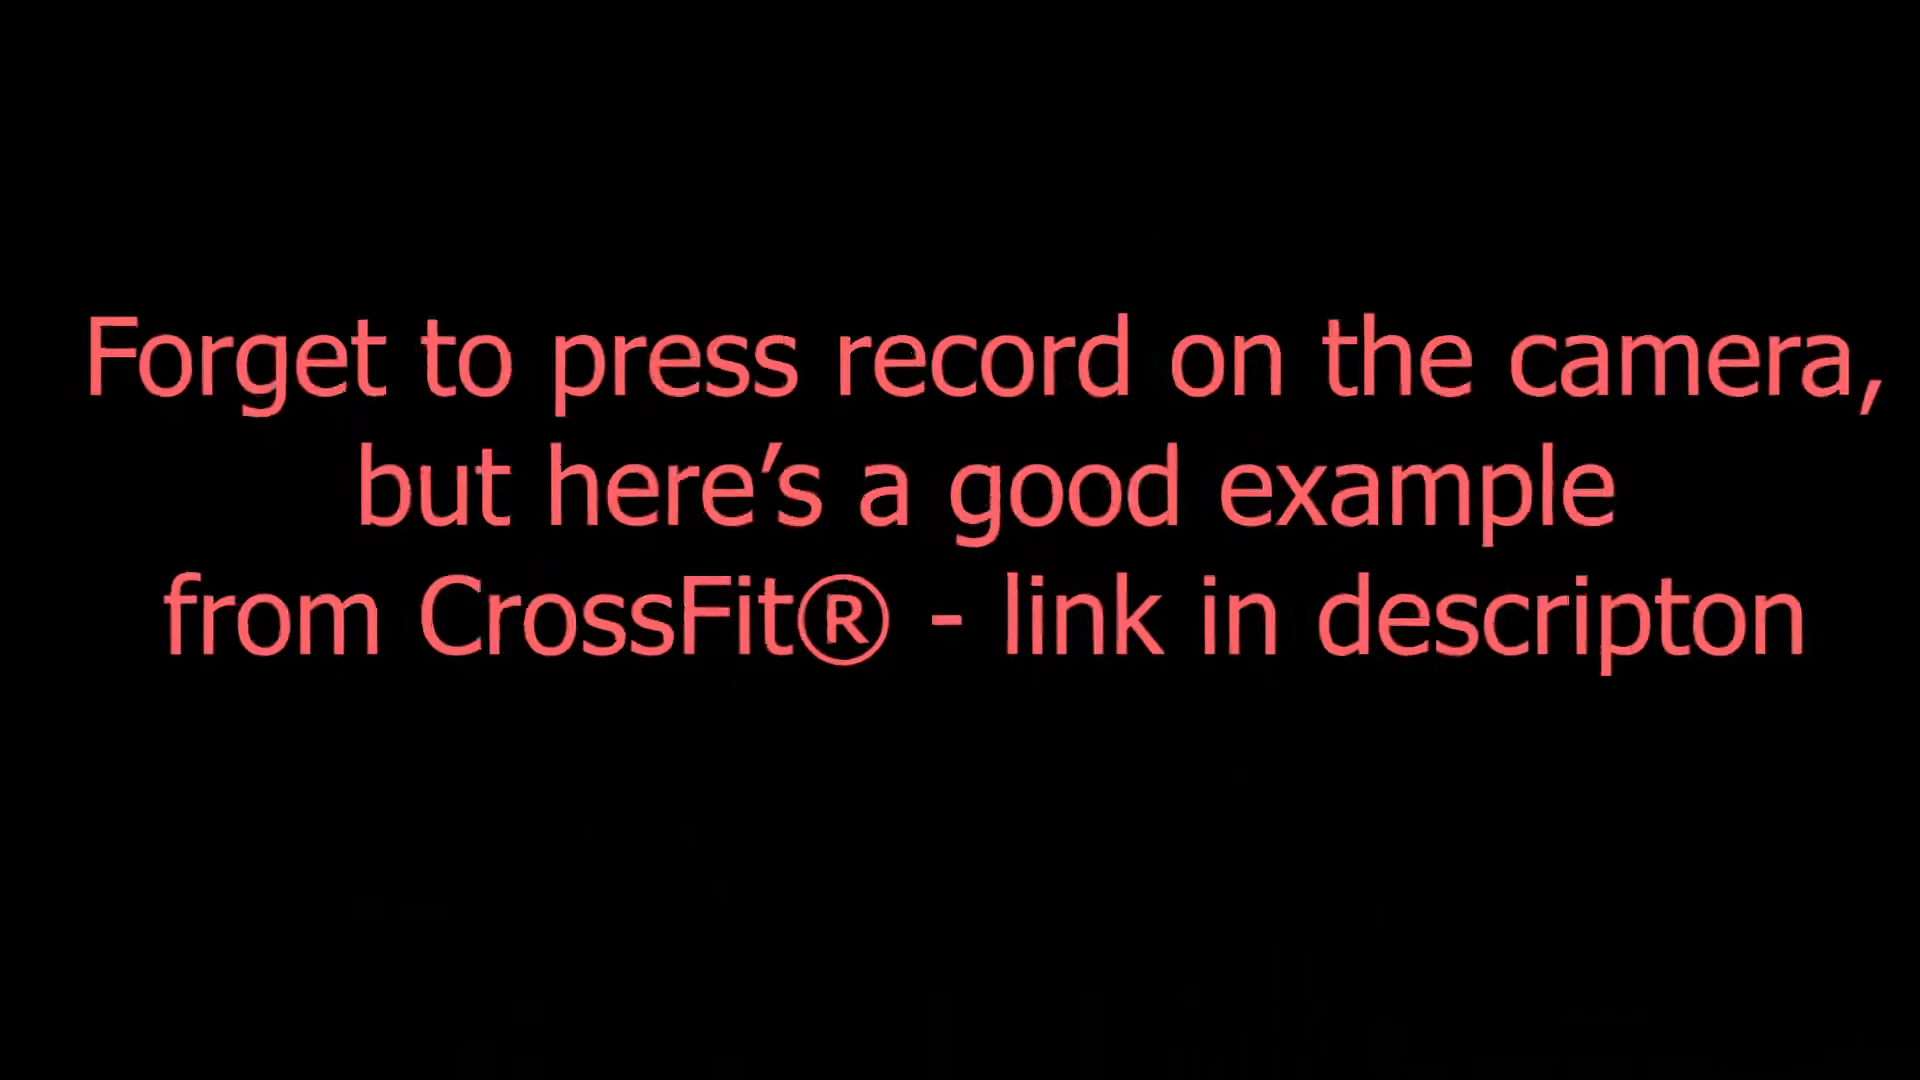 Forget to press record on the camera,
but here’s a good example
from CrossFit® - link in descripton